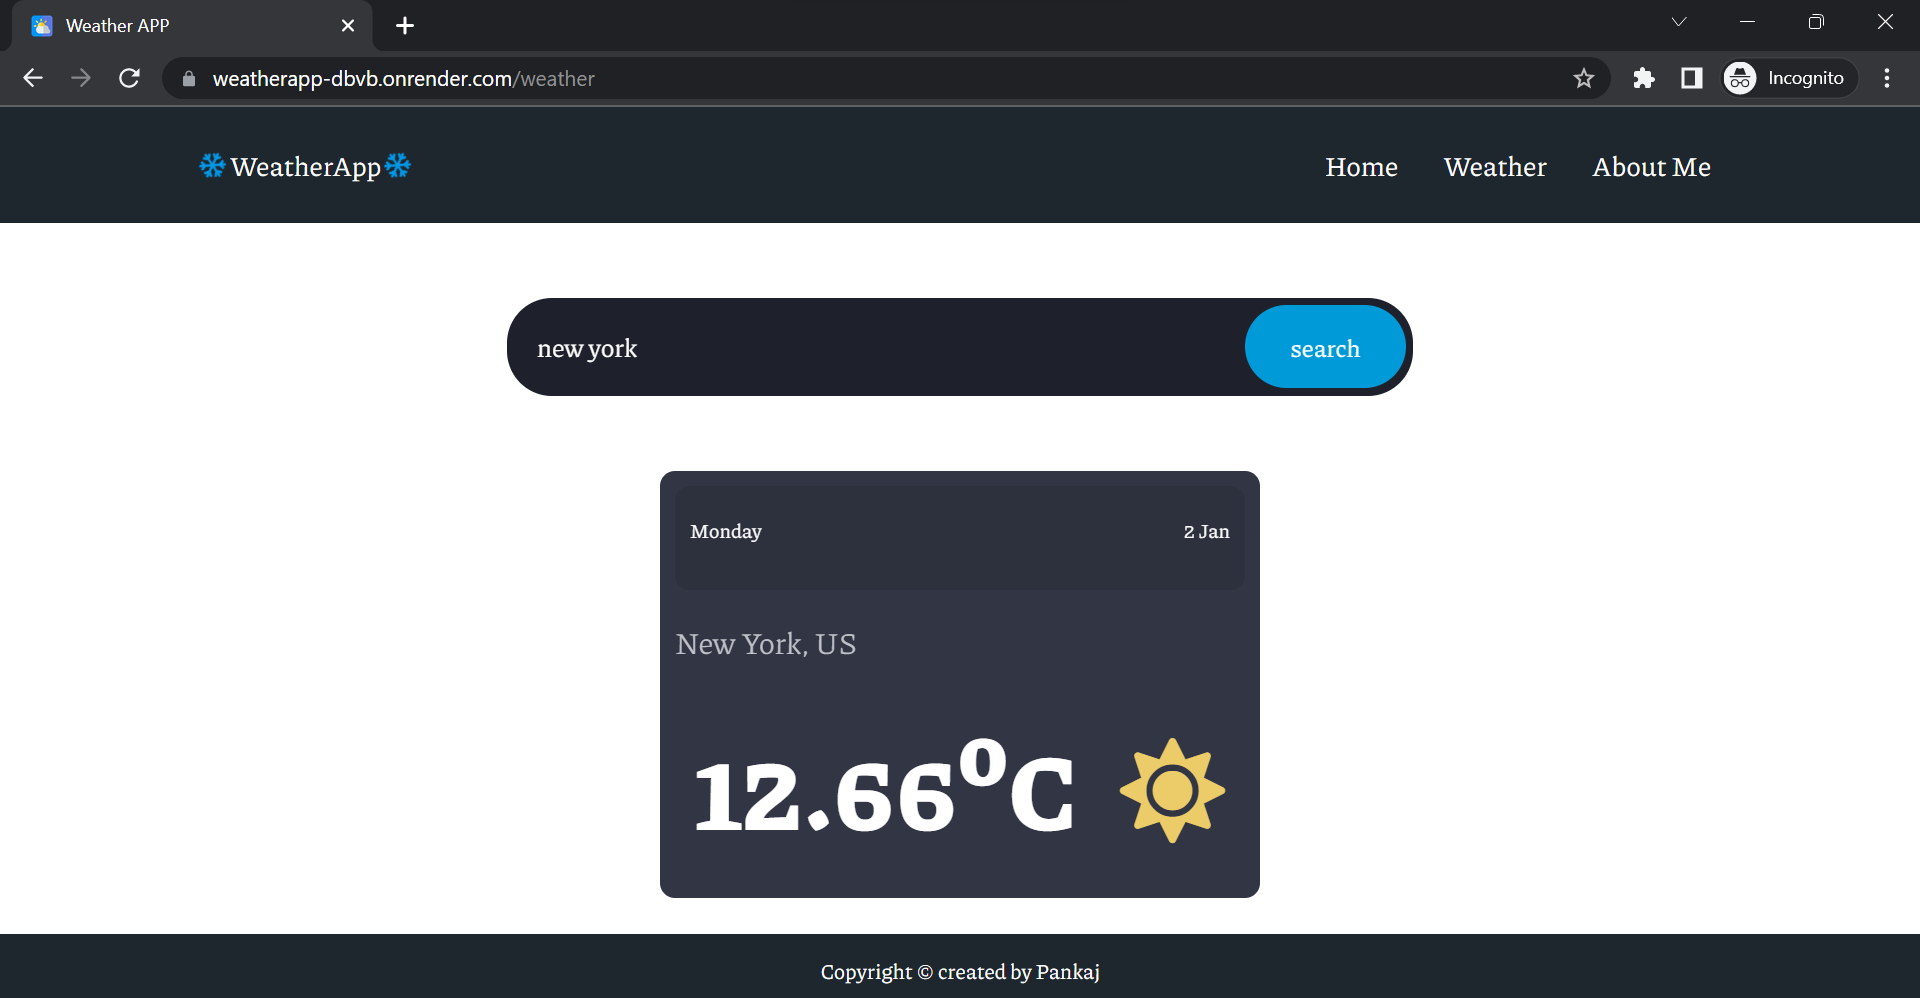 Weather APP
weatherapp-dbvb.onrender.com/weather
Incognito
WeatherApp
Home Weather About Me
new york
search
Monday 2 Jan
New York, US
12.66⁰C
Copyright © created by Pankaj